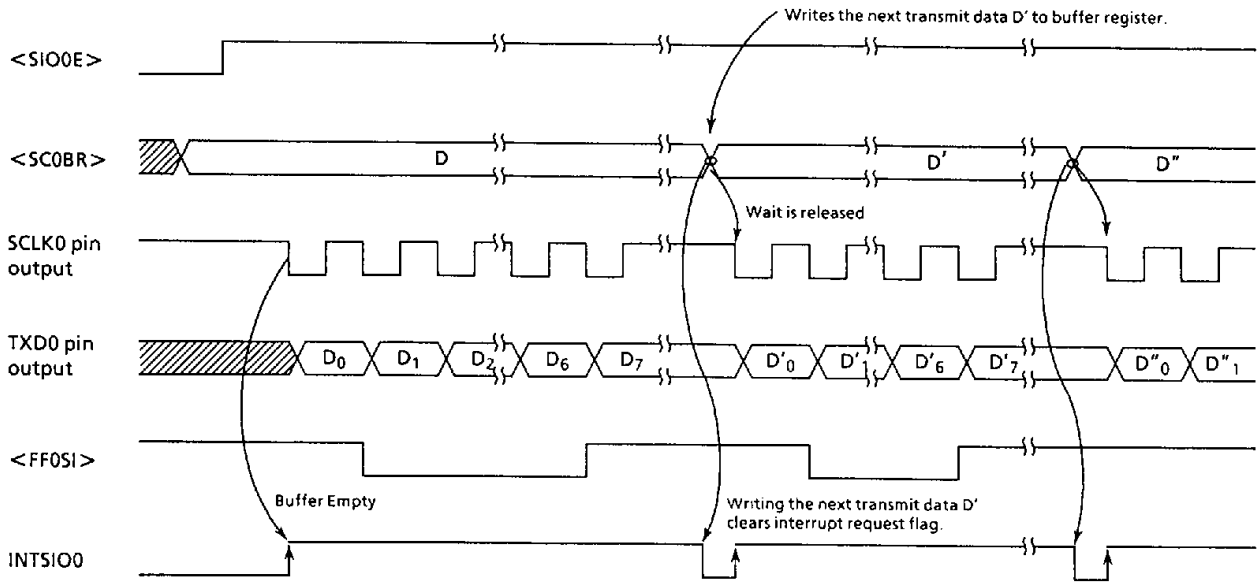 Writes the next transmit data D' to buffer register.
<SIO0E>
<SC0BR>
D
D'
D"
Wait is released
SCLK0 pin
output
TXD0 pin
output
D0 D1 D2 D6 D7 D'0 D'1 D'6 D'7 D"0 D"1
<FF0SI>
Buffer Empty
Writing the next transmit data D'
clears interrupt request flag.
INTSIO0